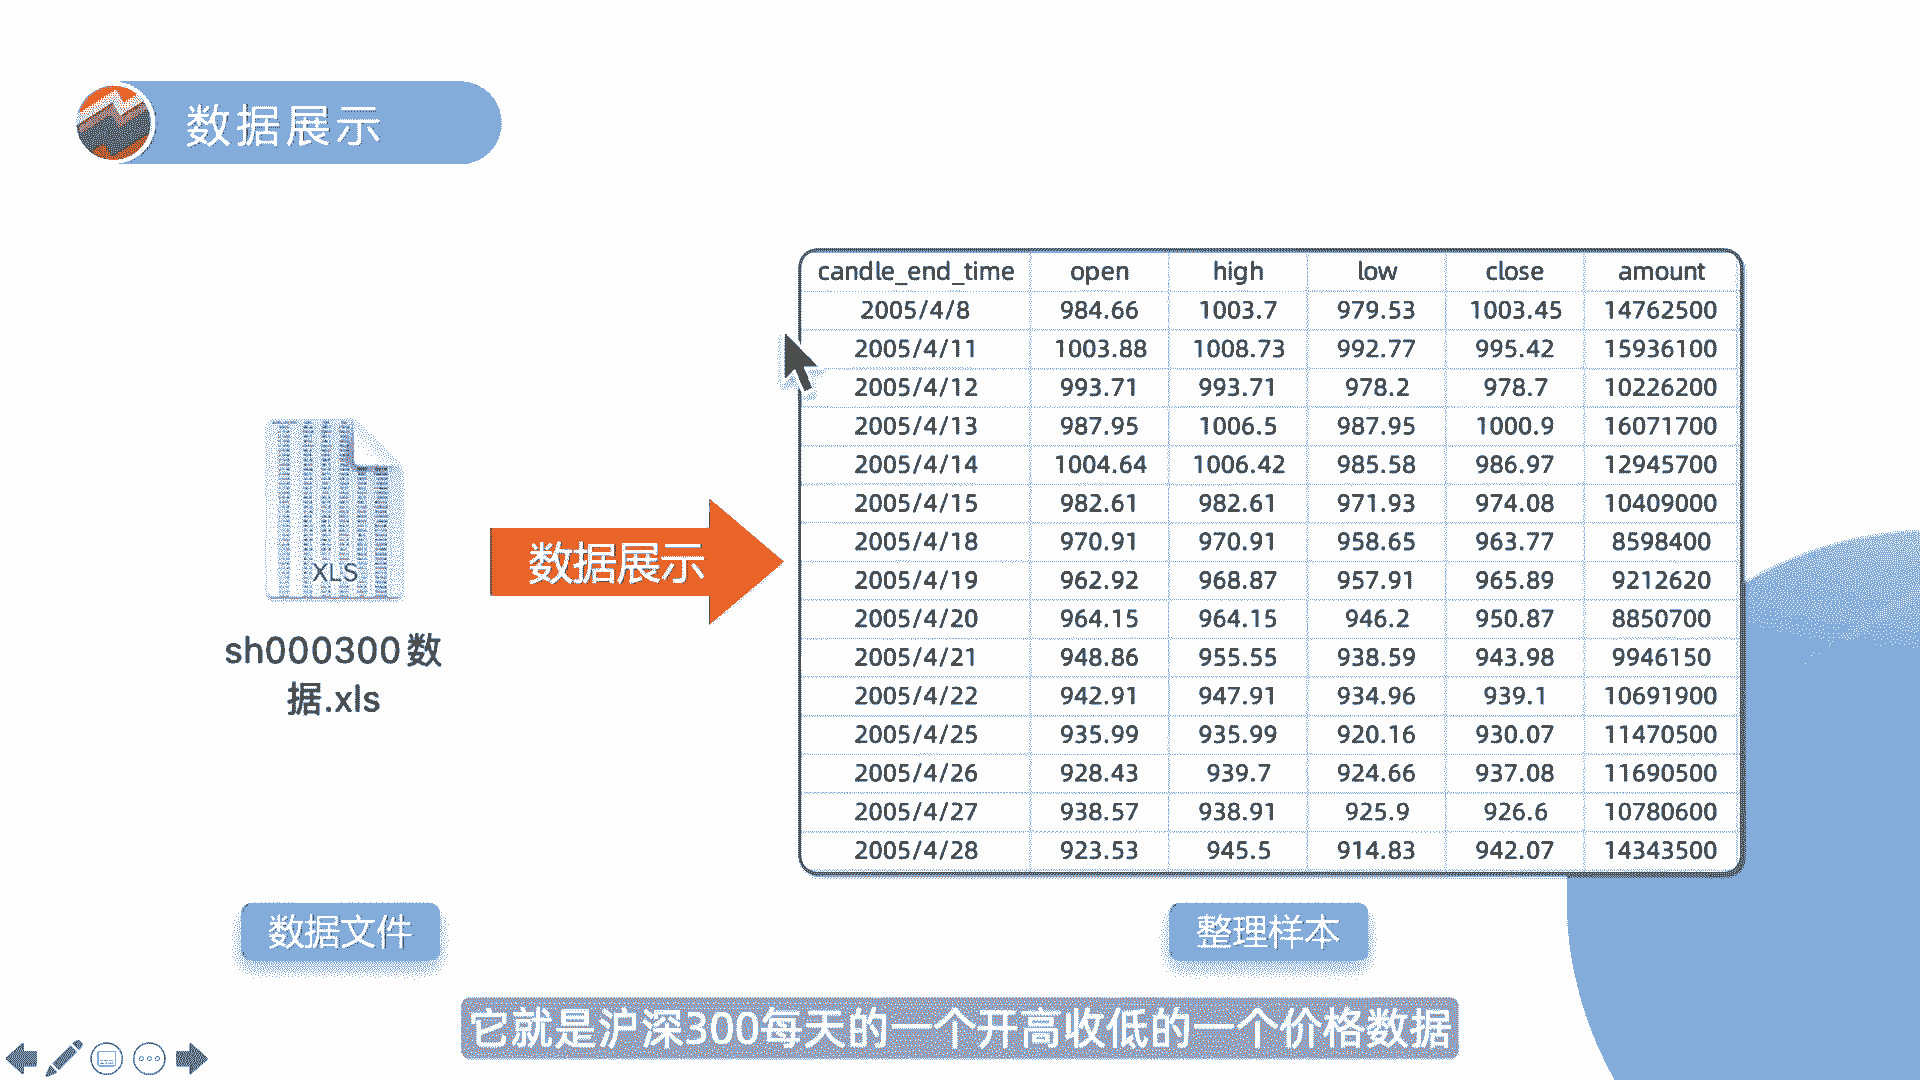 数据展示
candle_end_time open high low close amount
2005/4/8 984.66 1003.7 979.53 1003.45 14762500
2005/4/11 1003.88 1008.73 992.77 995.42 15936100
2005/4/12 993.71 993.71 978.2 978.7 10226200
2005/4/13 987.95 1006.5 987.95 1000.9 16071700
2005/4/14 1004.64 1006.42 985.58 986.97 12945700
2005/4/15 982.61 982.61 971.93 974.08 10409000
2005/4/18 970.91 970.91 958.65 963.77 8598400
2005/4/19 962.92 968.87 957.91 965.89 9212620
2005/4/20 964.15 964.15 946.2 950.87 8850700
2005/4/21 948.86 955.55 938.59 943.98 9946150
2005/4/22 942.91 947.91 934.96 939.1 10691900
2005/4/25 935.99 935.99 920.16 930.07 11470500
2005/4/26 928.43 939.7 924.66 937.08 11690500
2005/4/27 938.57 938.91 925.9 926.6 10780600
2005/4/28 923.53 945.5 914.83 942.07 14343500
XLS
sh000300数
据.xls
数据展示
数据文件
整理样本
它就是沪深300每天的一个开高收低的一个价格数据